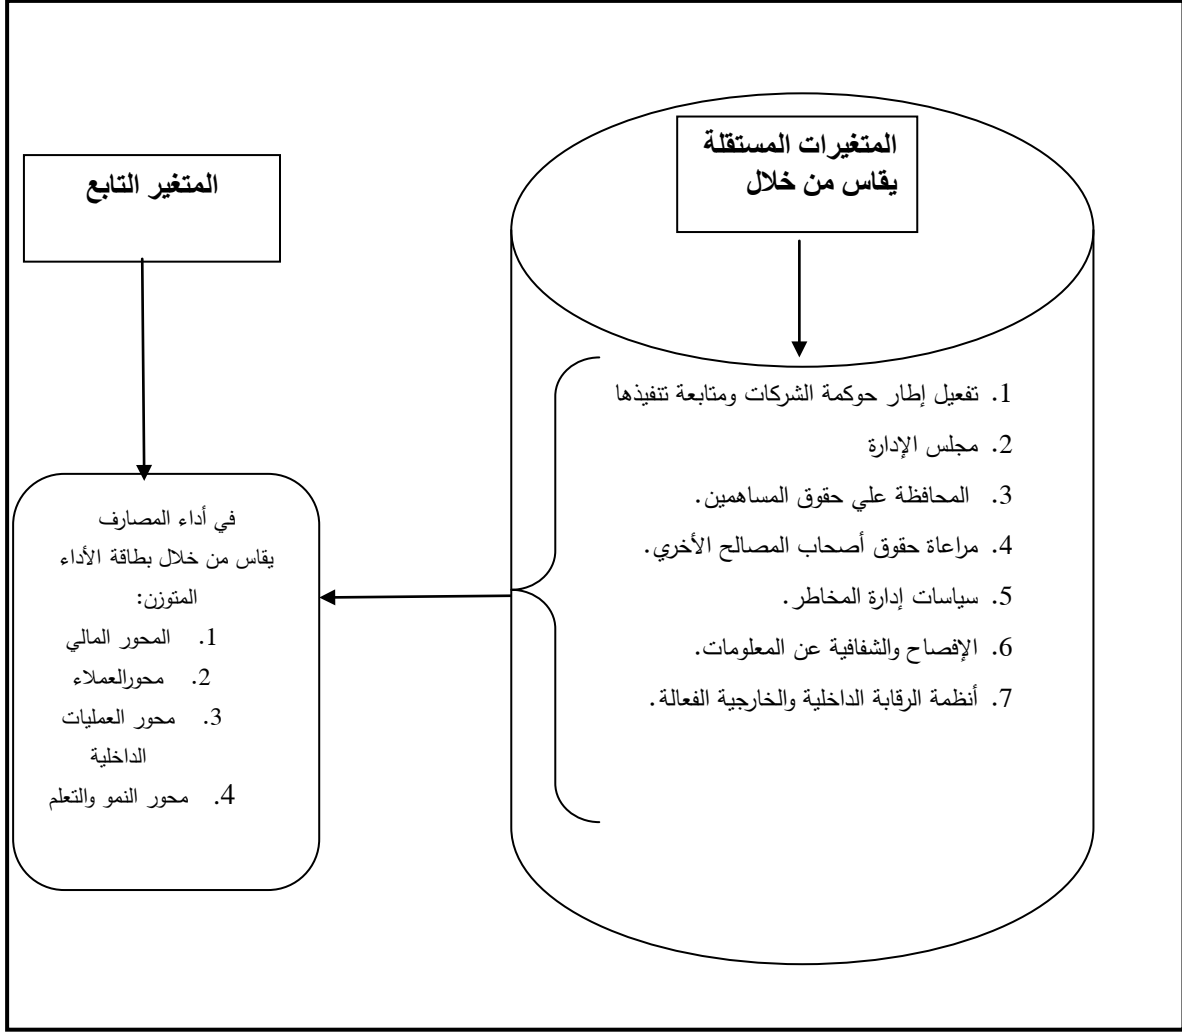 المتغيرات المستقلة
يقاس من خلال
1. تفعيل إطار حوكمة الشركات ومتابعة تنفيذها
2. مجلس الإدارة
3. المحافظة علي حقوق المساهمين.
4. مراعاة حقوق أصحاب المصالح الأخري.
5. سياسات إدارة المخاطر.
6. الإفصاح والشفافية عن المعلومات.
7. أنظمة الرقابة الداخلية والخارجية الفعالة.
المتغير التابع
في أداء المصارف
يقاس من خلال بطاقة الأداء
المتوزن:
1. المحور المالي
2. محورالعملاء
3. محور العمليات
الداخلية
4. محور النمو والتعلم